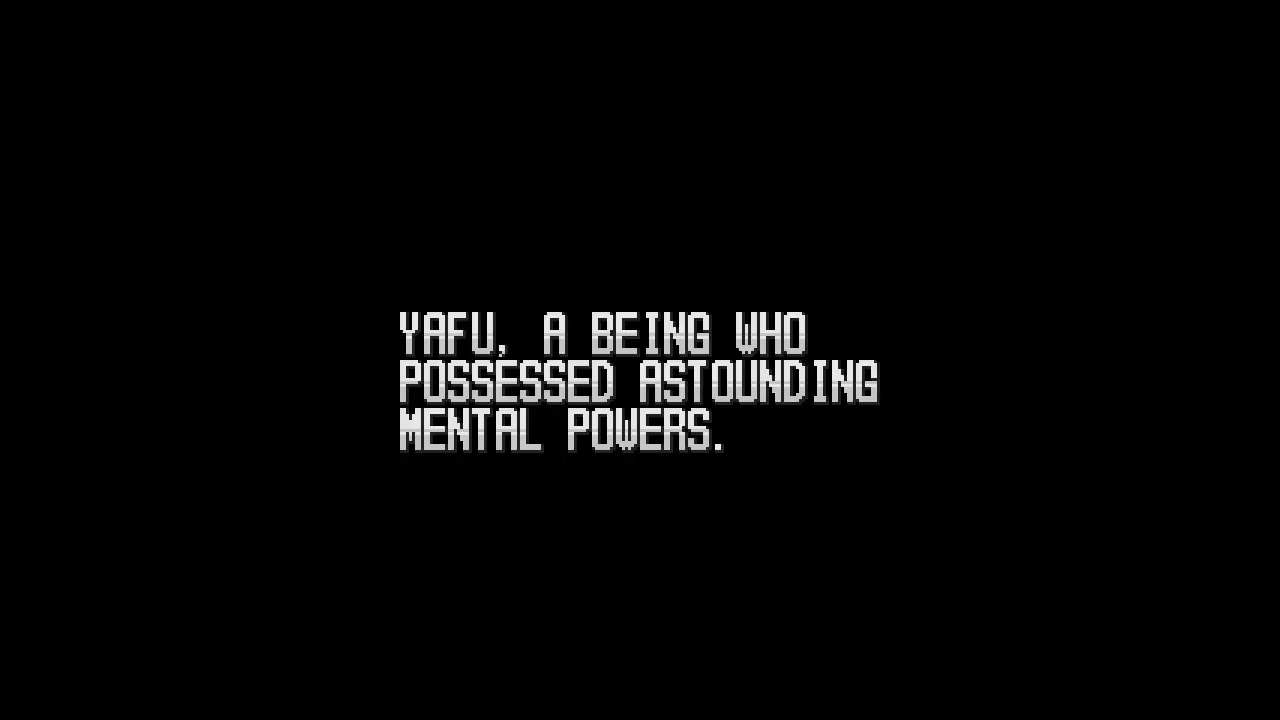 YAFU, A BEING WHO
POSSESSED ASTOUNDING
MENTAL POWERS.